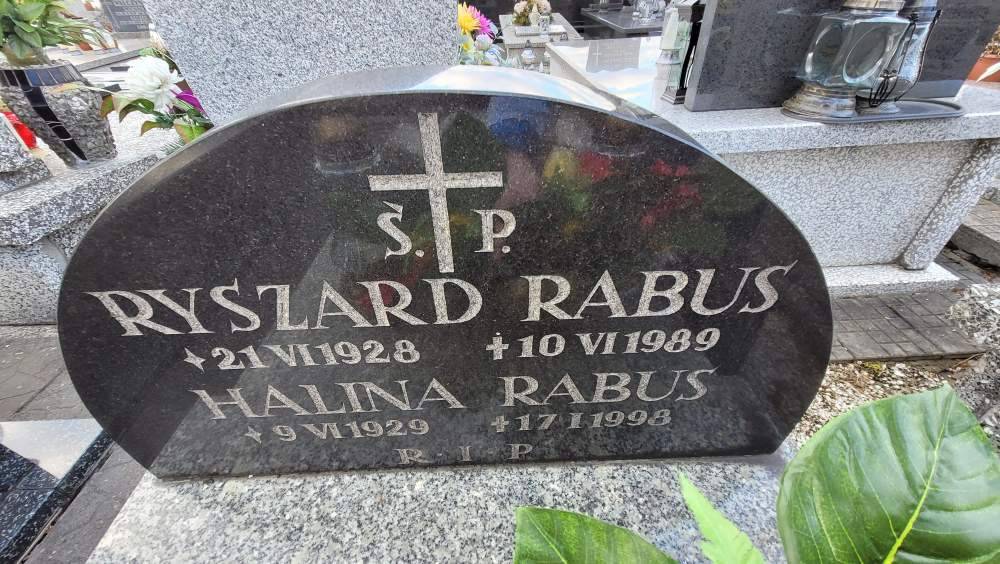 Ś. P.
RYSZARD RABUS
21 VI 1928 10 VI 1989
HALINA RABUS
9 VI 1929 17 I 1998
R. I. P.